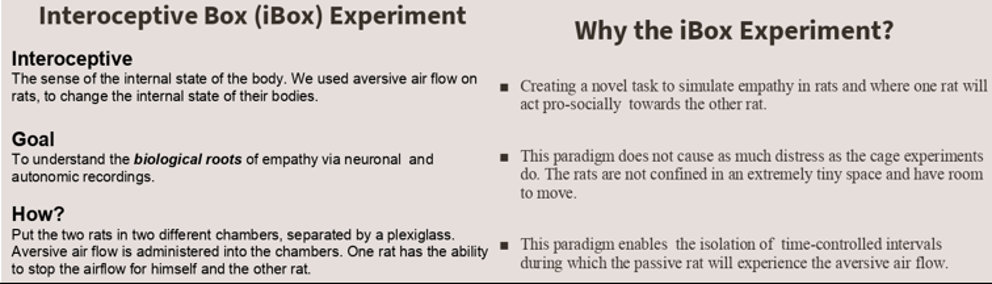 Interoceptive Box (iBox) Experiment
Interoceptive
The sense of the internal state of the body. We used aversive air flow on
rats, to change the internal state of their bodies.
Goal
To understand the biological roots of empathy via neuronal and
autonomic recordings.
How?
Put the two rats in two different chambers, separated by a plexiglass.
Aversive air flow is administered into the chambers. One rat has the ability
to stop the airflow for himself and the other rat.
Why the iBox Experiment?
▪ Creating a novel task to simulate empathy in rats and where one rat will
act pro-socially towards the other rat.
▪ This paradigm does not cause as much distress as the cage experiments
do. The rats are not confined in an extremely tiny space and have room
to move.
▪ This paradigm enables the isolation of time-controlled intervals
during which the passive rat will experience the aversive air flow.